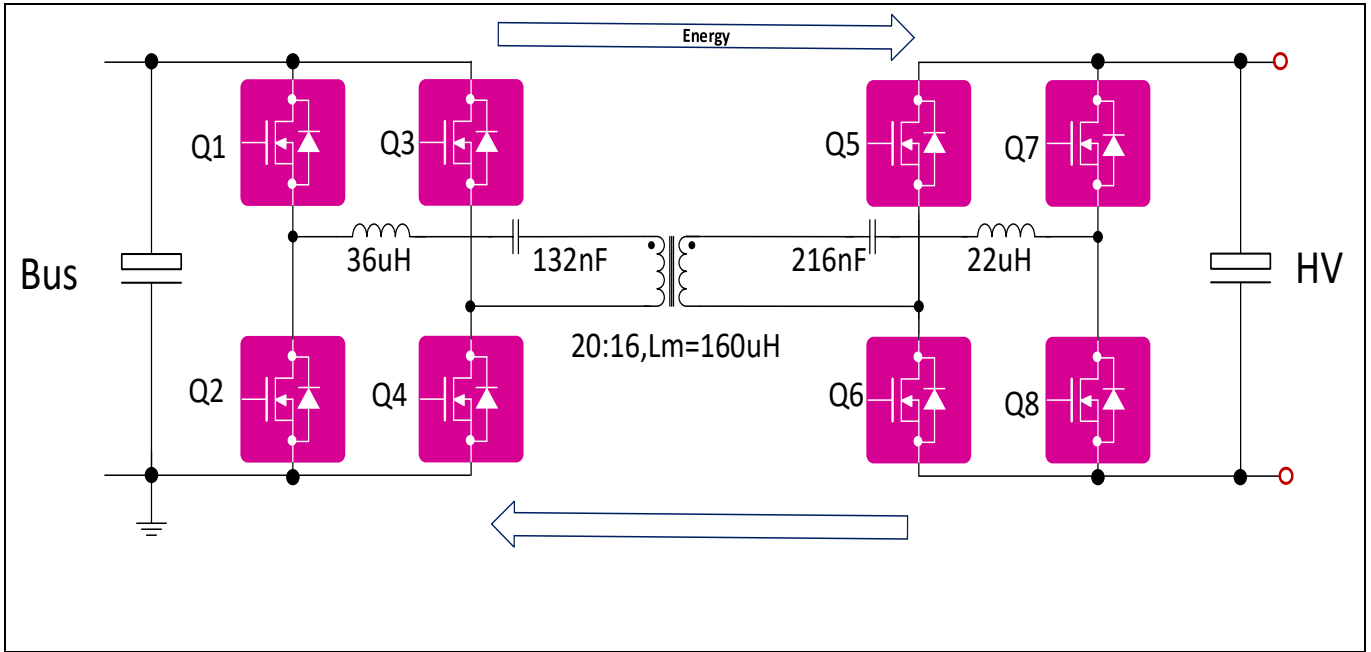 Energy
Q1
Q3
Q5
Q7
36uH
132nF
216nF
22uH
Bus
HV
20:16,Lm=160uH
Q2
Q4
Q6
Q8